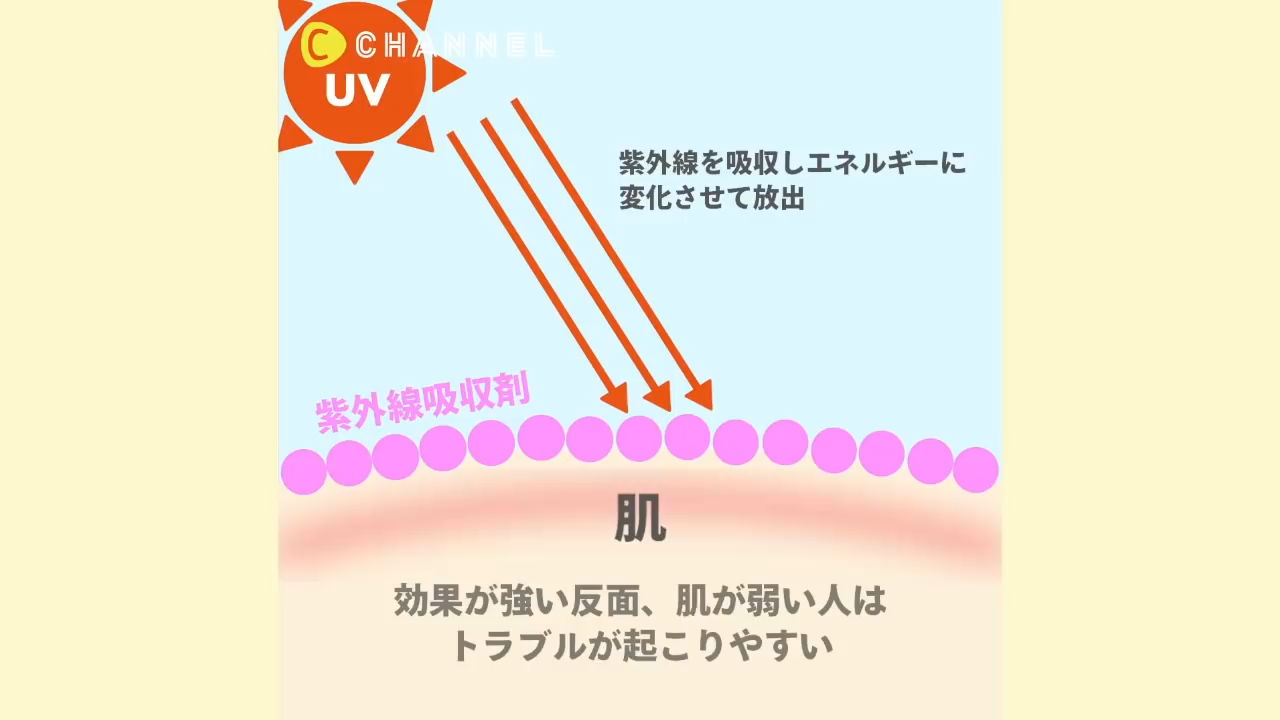 C CHANNEL
UV
紫外線を吸収しエネルギーに
変化させて放出
紫外線吸収剤
肌
効果が強い反面、肌が弱い人は
トラブルが起こりやすい